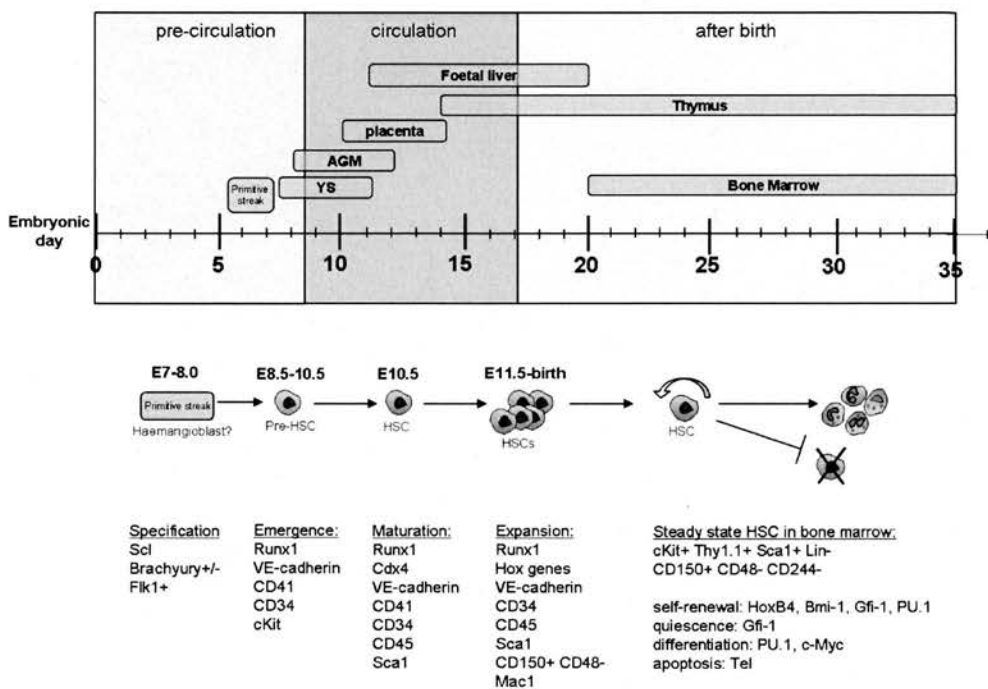 pre-circulation
circulation
after birth
Foetal liver
Thymus
placenta
AGM
Primitive
streak
YS
Bone Marrow
Embryonic
day
0 5 10 15 20 25 30 35
E7-8.0 E8.5-10.5 E10.5 E11.5-birth
Primitive streak
Haemangioblast?
Pre-HSC
HSC
HSCs
HSC
Specification
Scl
Brachyury+/-
Flk1+
Emergence:
Runx1
VE-cadherin
CD41
CD34
cKit
Maturation:
Runx1
Cdx4
VE-cadherin
CD41
CD34
CD45
Sca1
Expansion:
Runx1
Hox genes
VE-cadherin
CD34
CD45
Sca1
CD150+ CD48-
Mac1
Steady state HSC in bone marrow:
cKit+ Thy1.1+ Sca1+ Lin-
CD150+ CD48- CD244-
self-renewal: HoxB4, Bmi-1, Gfi-1, PU.1
quiescence: Gfi-1
differentiation: PU.1, c-Myc
apoptosis: Tel